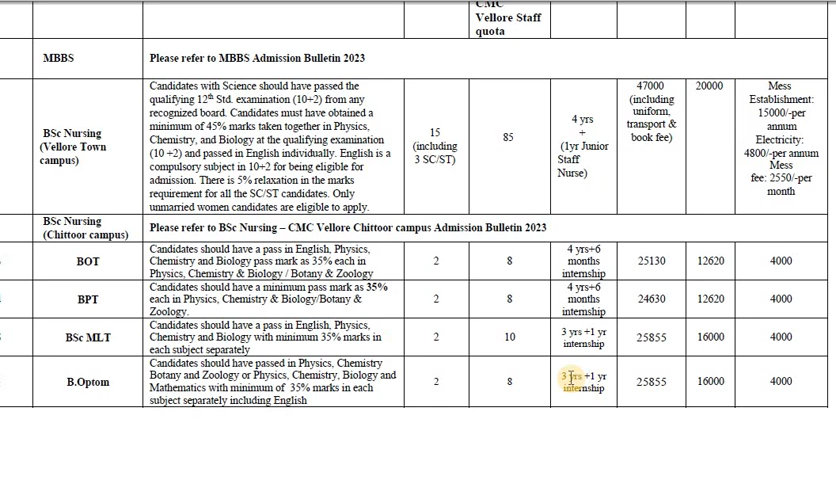 CMC
Vellore Staff
quota
MBBS
Please refer to MBBS Admission Bulletin 2023
BSc Nursing
(Vellore Town
campus)
Candidates with Science should have passed the
qualifying 12th Std. examination (10+2) from any
recognized board. Candidates must have obtained a
minimum of 45% marks taken together in Physics,
Chemistry, and Biology at the qualifying examination
(10 +2) and passed in English individually. English is a
compulsory subject in 10+2 for being eligible for
admission. There is 5% relaxation in the marks
requirement for all the SC/ST candidates. Only
unmarried women candidates are eligible to apply.
15
(including
3 SC/ST)
85
4 yrs
+
(1yr Junior
Staff
Nurse)
47000
(including
uniform,
transport &
book fee)
20000
Mess
Establishment:
15000/-per
annum
Electricity:
4800/-per annum
Mess
fee: 2550/-per
month
BSc Nursing
(Chittoor campus)
Please refer to BSc Nursing – CMC Vellore Chittoor campus Admission Bulletin 2023
BOT
Candidates should have a pass in English, Physics,
Chemistry and Biology pass mark as 35% each in
Physics, Chemistry & Biology / Botany & Zoology
2
8
4 yrs+6
months
internship
25130
12620
4000
BPT
Candidates should have a minimum pass mark as 35%
each in Physics, Chemistry & Biology/Botany &
Zoology.
2
8
4 yrs+6
months
internship
24630
12620
4000
BSc MLT
Candidates should have a pass in English, Physics,
Chemistry and Biology with minimum 35% marks in
each subject separately
2
10
3 yrs +1 yr
internship
25855
16000
4000
B.Optom
Candidates should have passed in Physics, Chemistry
Botany and Zoology or Physics, Chemistry, Biology and
Mathematics with minimum of 35% marks in each
subject separately including English
2
8
3 yrs +1 yr
internship
25855
16000
4000